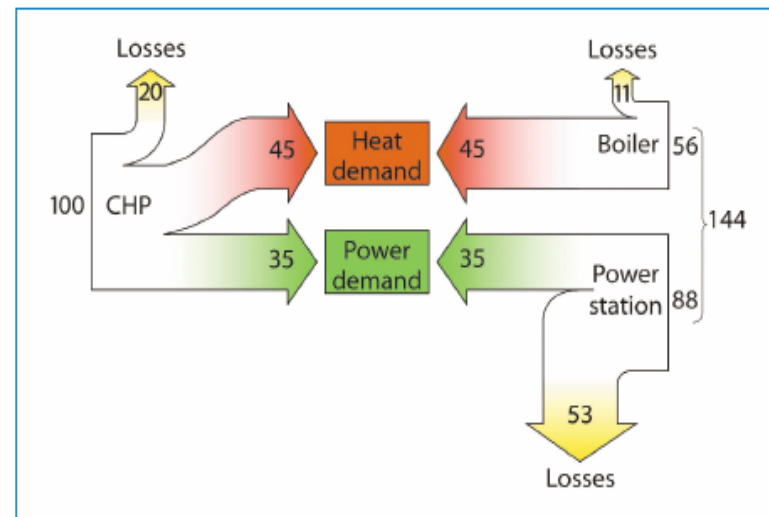 Losses
Losses
20
11
45
Heat
demand
45
Boiler
56
100
CHP
144
35
Power
demand
35
Power
station
88
53
Losses